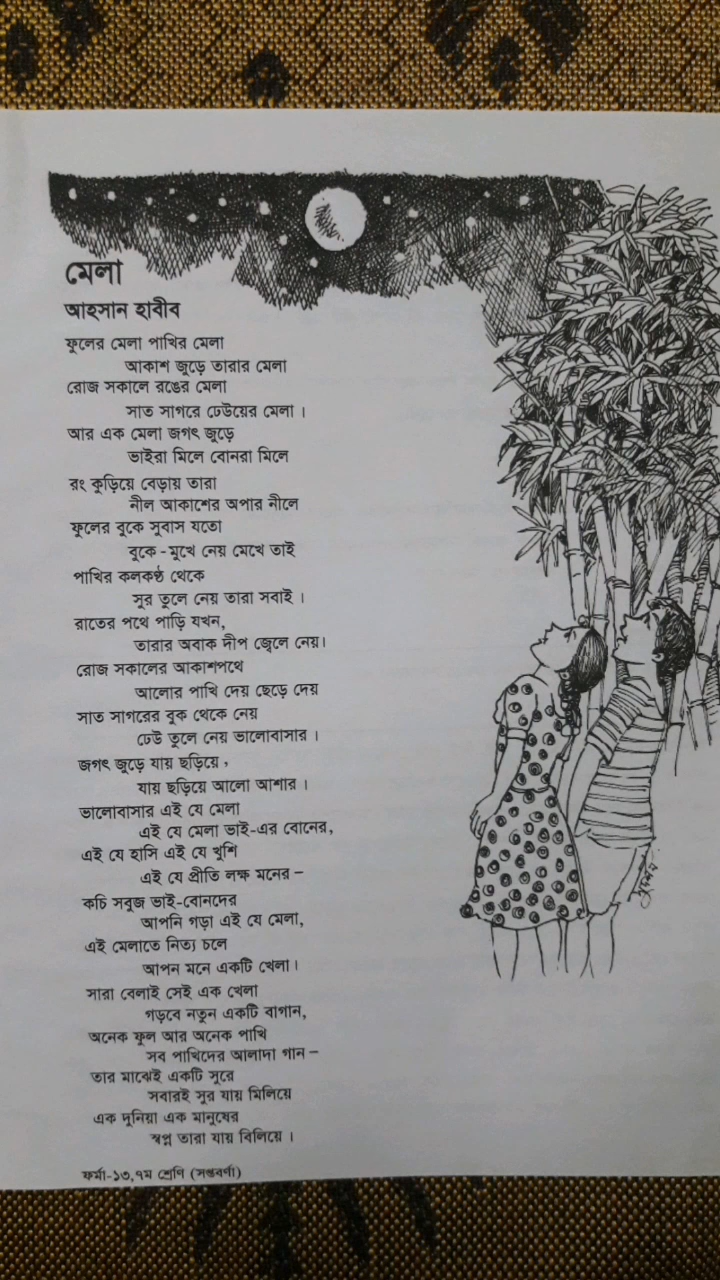 মেলা
আহসান হাবীব
ফুলের মেলা পাখির মেলা
আকাশ জুড়ে তারার মেলা
রোজ সকালে রঙের মেলা
সাত সাগরে ঢেউয়ের মেলা ।
আর এক মেলা জগৎ জুড়ে
ভাইরা মিলে বোনরা মিলে
রং কুড়িয়ে বেড়ায় তারা
নীল আকাশের অপার নীলে
ফুলের বুকে সুবাস যতো
বুকে-মুখে নেয় মেখে তাই
পাখির কলকণ্ঠ থেকে
সুর তুলে নেয় তারা সবাই ।
রাতের পথে পাড়ি যখন,
তারার অবাক দীপ জ্বেলে নেয়।
রোজ সকালের আকাশপথে
আলোর পাখি দেয় ছেড়ে দেয়
সাত সাগরের বুক থেকে নেয়
ঢেউ তুলে নেয় ভালোবাসার ।
জগৎ জুড়ে যায় ছড়িয়ে,
যায় ছড়িয়ে আলো আশার ।
ভালোবাসার এই যে মেলা
এই যে মেলা ভাই-এর বোনের,
এই যে হাসি এই যে খুশি
এই যে প্রীতি লক্ষ মনের –
কচি সবুজ ভাই-বোনদের
আপনি গড়া এই যে মেলা,
এই মেলাতে নিত্য চলে
আপন মনে একটি খেলা ।
সারা বেলাই সেই এক খেলা
গড়বে নতুন একটি বাগান,
অনেক ফুল আর অনেক পাখি
সব পাখিদের আলাদা গান –
তার মাঝেই একটি সুরে
সবারই সুর যায় মিলিয়ে
এক দুনিয়া এক মানুষের
স্বপ্ন তারা যায় বিলিয়ে ।
ফর্মা-১৩, ৭ম শ্রেণি (সপ্তবর্ণা)